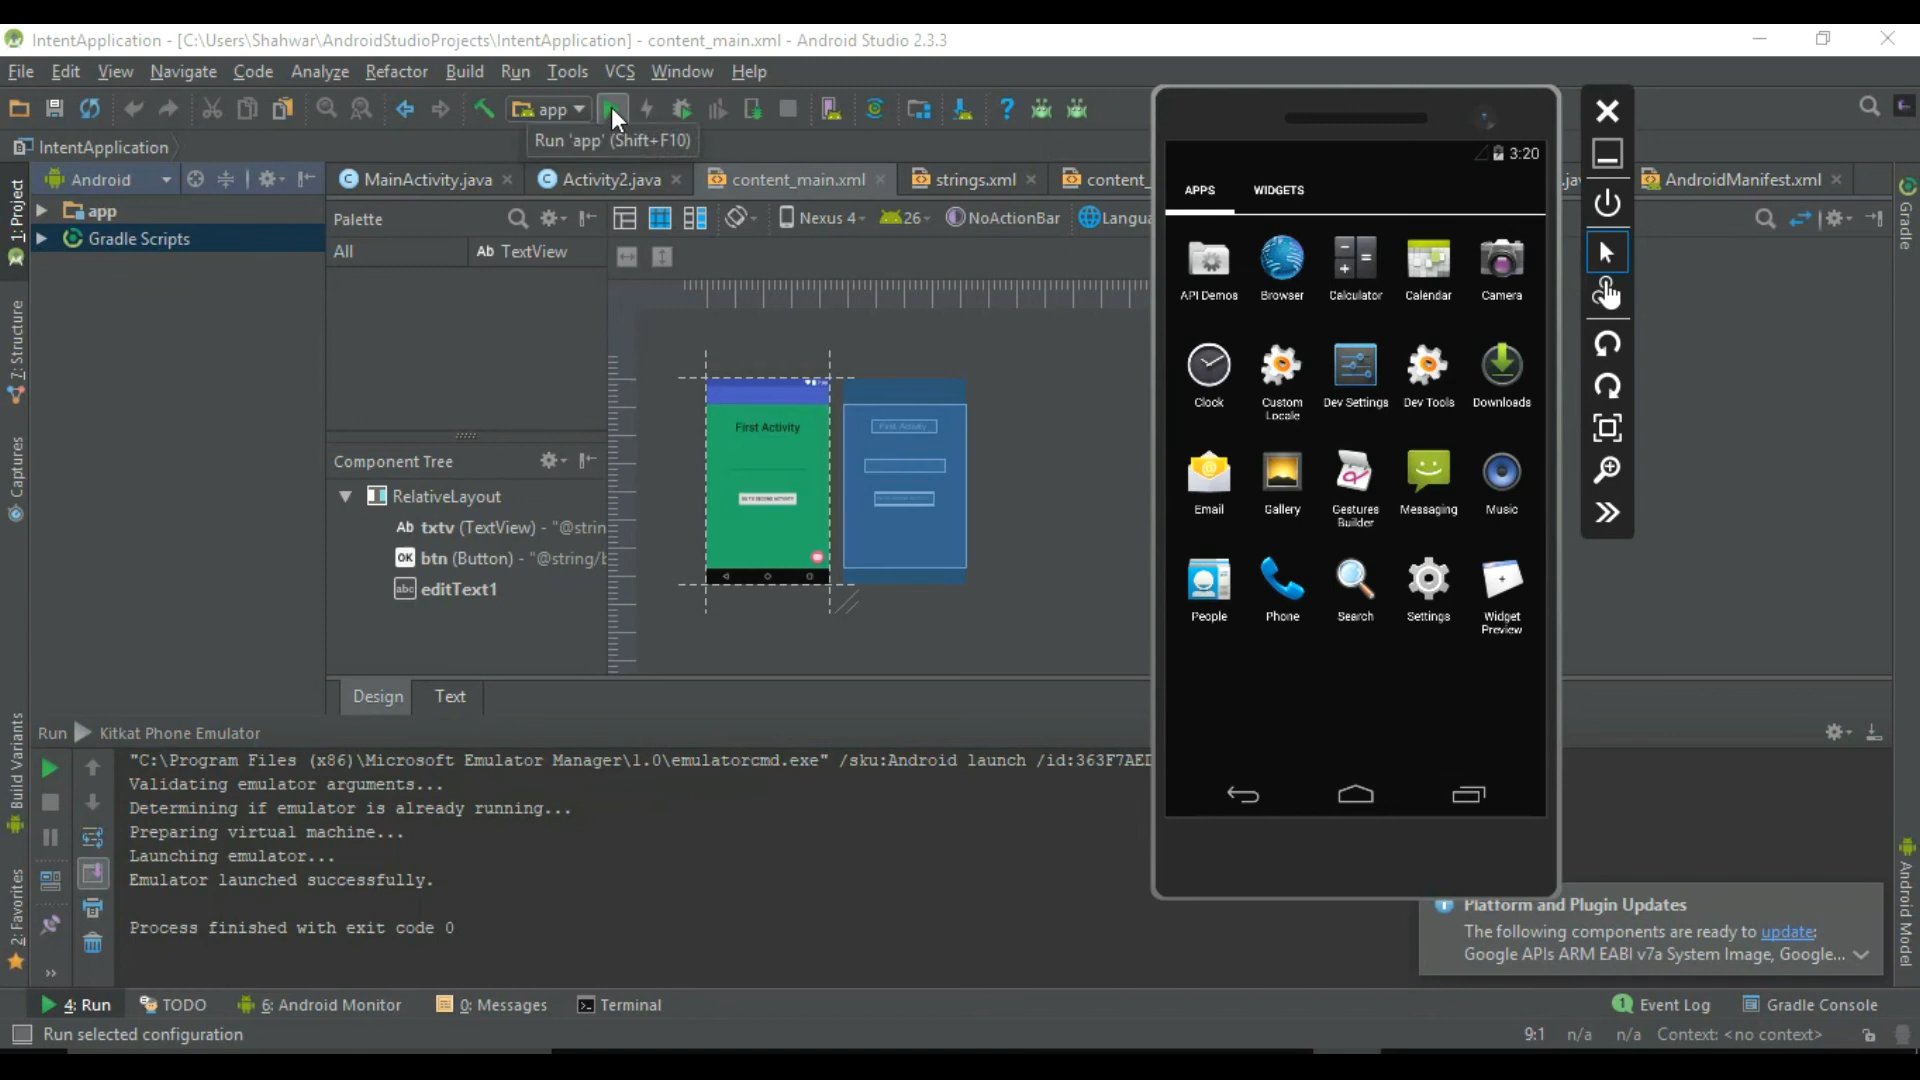 IntentApplication - [C:\Users\Shahwar\AndroidStudioProjects\IntentApplication] - content_main.xml - Android Studio 2.3.3
File Edit View Navigate Code Analyze Refactor Build Run Tools VCS Window Help
app
Run 'app' (Shift+F10)
IntentApplication
Android
MainActivity.java
Activity2.java
content_main.xml
strings.xml
content_
AndroidManifest.xml
1: Project
7: Structure
Captures
Build Variants
2: Favorites
app
Gradle Scripts
Palette
All
Ab TextView
Nexus 4
26
NoActionBar
Langua
First Activity
First Activity
Component Tree
RelativeLayout
Ab txtv (TextView) - "@strin
OK btn (Button) - "@string/b
abc editText1
Design Text
3:20
APPS WIDGETS
API Demos Browser Calculator Calendar Camera
Clock Custom Locale Dev Settings Dev Tools Downloads
Email Gallery Gestures Builder Messaging Music
People Phone Search Settings Widget Preview
Gradle
Android Model
Run Kitkat Phone Emulator
"C:\Program Files (x86)\Microsoft Emulator Manager\1.0\emulatorcmd.exe" /sku:Android launch /id:363F7AED
Validating emulator arguments...
Determining if emulator is already running...
Preparing virtual machine...
Launching emulator...
Emulator launched successfully.
Process finished with exit code 0
Platform and Plugin Updates
The following components are ready to update:
Google APIs ARM EABI v7a System Image, Google...
4: Run TODO 6: Android Monitor 0: Messages Terminal
1 Event Log Gradle Console
Run selected configuration
9:1 n/a n/a Context: <no context>